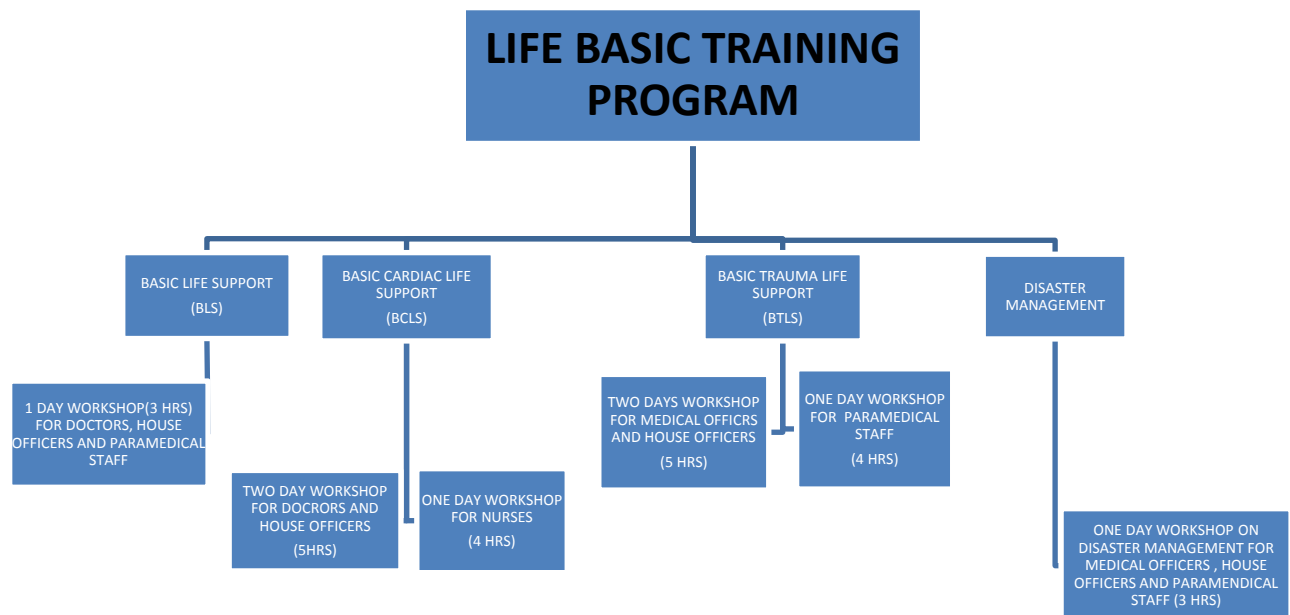 LIFE BASIC TRAINING
PROGRAM
BASIC LIFE SUPPORT
(BLS)
BASIC CARDIAC LIFE
SUPPORT
(BCLS)
BASIC TRAUMA LIFE
SUPPORT
(BTLS)
DISASTER
MANAGEMENT
1 DAY WORKSHOP(3 HRS)
FOR DOCTORS, HOUSE
OFFICERS AND PARAMEDICAL
STAFF
TWO DAY WORKSHOP
FOR DOCRORS AND
HOUSE OFFICERS
(5HRS)
ONE DAY WORKSHOP
FOR NURSES
(4 HRS)
TWO DAYS WORKSHOP
FOR MEDICAL OFFICRS
AND HOUSE OFFICERS
(5 HRS)
ONE DAY WORKSHOP
FOR PARAMEDICAL
STAFF
(4 HRS)
ONE DAY WORKSHOP ON
DISASTER MANAGEMENT FOR
MEDICAL OFFICERS , HOUSE
OFFICERS AND PARAMENDICAL
STAFF (3 HRS)